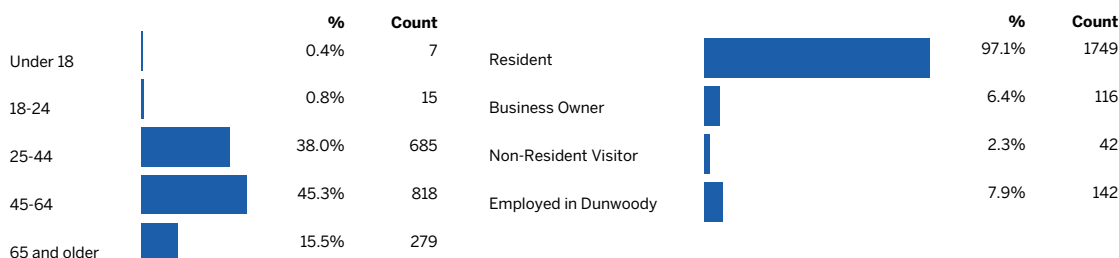 % Count
Under 18 0.4% 7
18-24 0.8% 15
25-44 38.0% 685
45-64 45.3% 818
65 and older 15.5% 279
% Count
Resident 97.1% 1749
Business Owner 6.4% 116
Non-Resident Visitor 2.3% 42
Employed in Dunwoody 7.9% 142